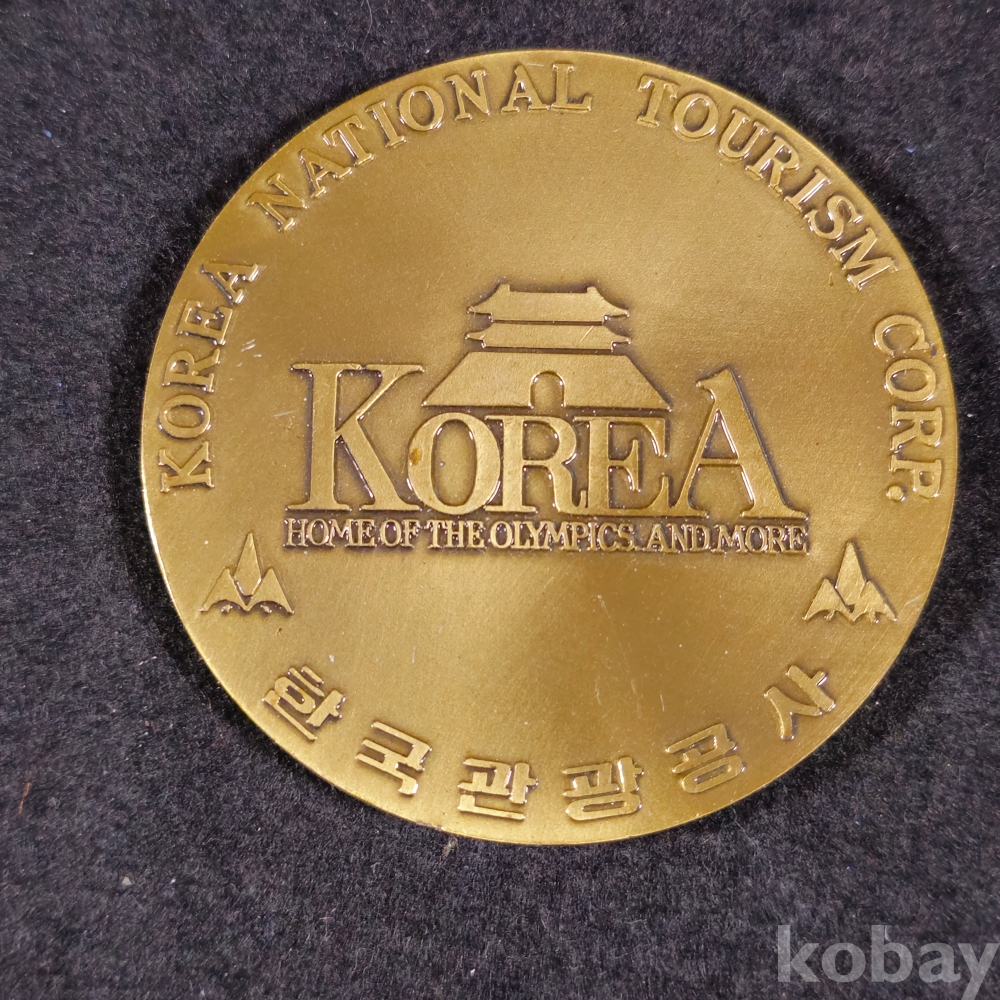 KOREA NATIONAL TOURISM CORP.
KOREA
HOME OF THE OLYMPICS. AND MORE
한국관광공사
kobay